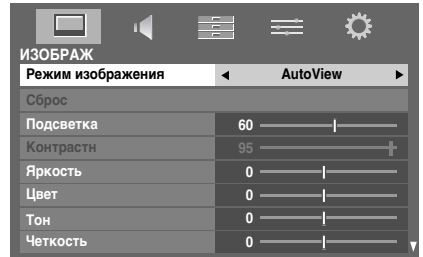 ИЗОБРАЖ
Режим изображения ◄ AutoView ►
Сброс
Подсветка 60
Контрастн 95
Яркость 0
Цвет 0
Тон 0
Четкость 0